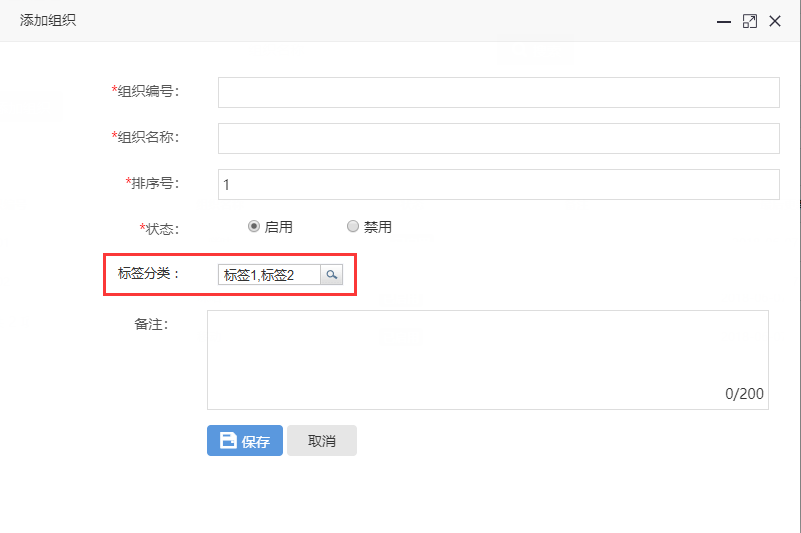 添加组织
*组织编号：
*组织名称：
*排序号： 1
*状态： 启用 禁用
标签分类： 标签1,标签2
备注：
0/200
保存 取消